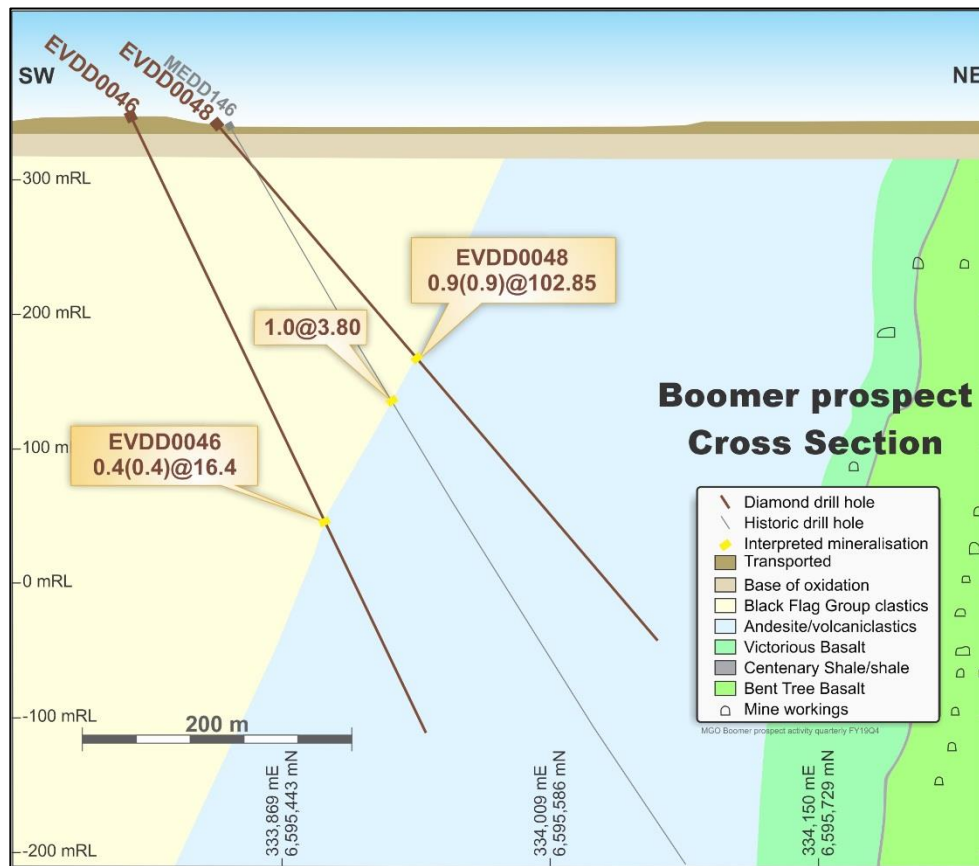 SW
NE
EVDD0046
EVDD0048
MEDD146
300 mRL
200 mRL
100 mRL
0 mRL
-100 mRL
-200 mRL
EVDD0048
0.9(0.9)@102.85
1.0@3.80
EVDD0046
0.4(0.4)@16.4
Boomer prospect
Cross Section
Diamond drill hole
Historic drill hole
Interpreted mineralisation
Transported
Base of oxidation
Black Flag Group clastics
Andesite/volcaniclastics
Victorious Basalt
Centenary Shale/shale
Bent Tree Basalt
Mine workings
MGO Boomer prospect activity quarterly FY19Q4
200 m
333,869 mE
6,595,443 mN
334,009 mE
6,595,586 mN
334,150 mE
6,595,729 mN